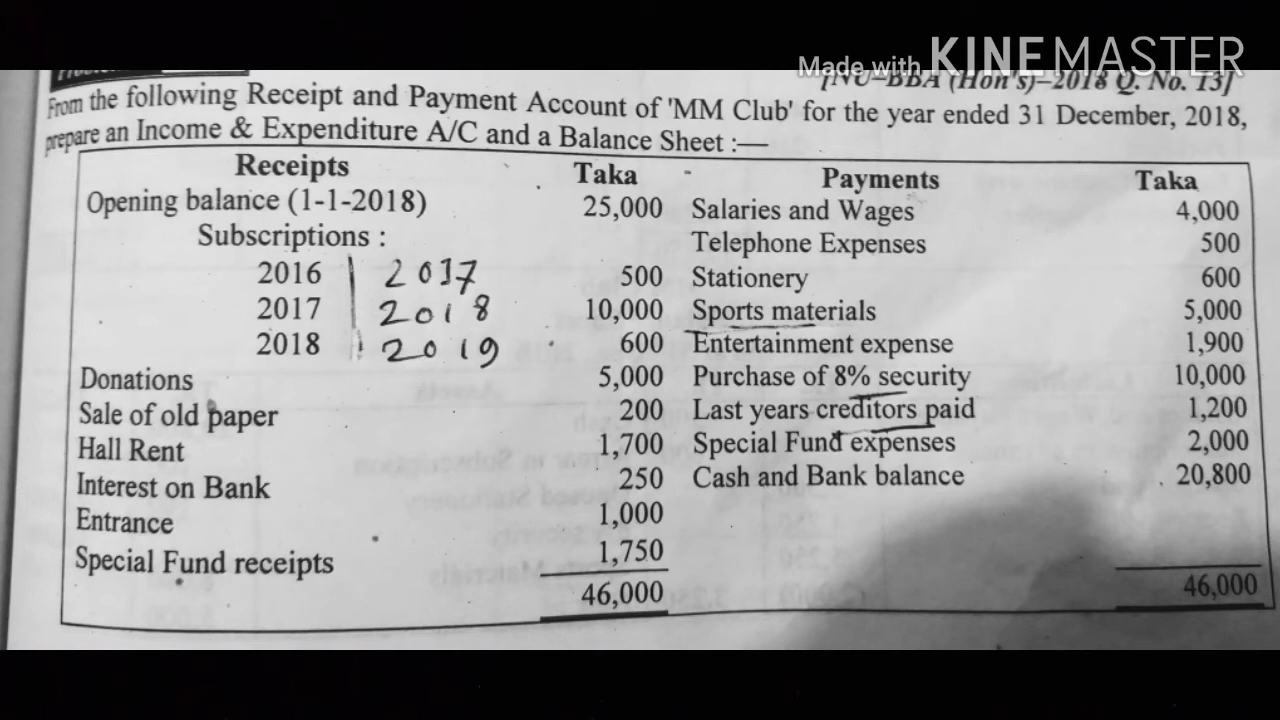 Made with KINEMASTER
[NU-BBA (Hon's)-2018 Q. No. 13]
From the following Receipt and Payment Account of 'MM Club' for the year ended 31 December, 2018,
prepare an Income & Expenditure A/C and a Balance Sheet :—
Receipts Taka Payments Taka
Opening balance (1-1-2018) 25,000 Salaries and Wages 4,000
Subscriptions : Telephone Expenses 500
2016 | 2017 500 Stationery 600
2017 | 2018 10,000 Sports materials 5,000
2018 | 2019 600 Entertainment expense 1,900
Donations 5,000 Purchase of 8% security 10,000
Sale of old paper 200 Last years creditors paid 1,200
Hall Rent 1,700 Special Fund expenses 2,000
Interest on Bank 250 Cash and Bank balance 20,800
Entrance 1,000
Special Fund receipts 1,750
46,000 46,000